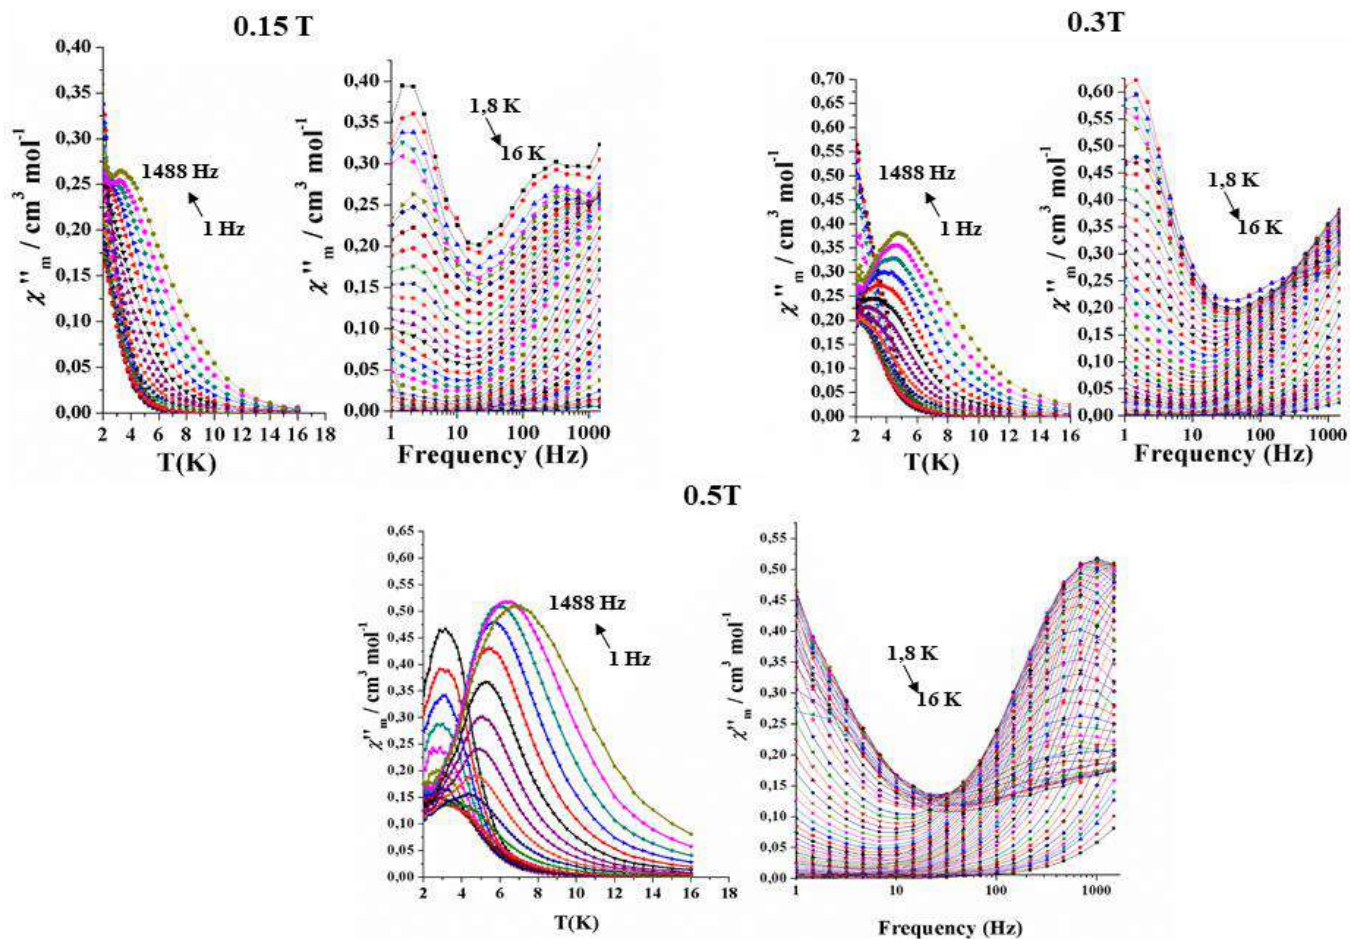 0.15 T
0,40
0,35
0,30
0,25
0,20
0,15
0,10
0,05
0,00
χ''m / cm³ mol⁻¹
1488 Hz
1 Hz
2 4 6 8 10 12 14 16 18
T(K)
0,40
0,35
0,30
0,25
0,20
0,15
0,10
0,05
0,00
χ''m / cm³ mol⁻¹
1,8 K
16 K
1 10 100 1000
Frequency (Hz)
0.3T
0,70
0,65
0,60
0,55
0,50
0,45
0,40
0,35
0,30
0,25
0,20
0,15
0,10
0,05
0,00
χ''m / cm³ mol⁻¹
1488 Hz
1 Hz
2 4 6 8 10 12 14 16
T(K)
0,60
0,55
0,50
0,45
0,40
0,35
0,30
0,25
0,20
0,15
0,10
0,05
0,00
χ''m / cm³ mol⁻¹
1,8 K
16 K
1 10 100 1000
Frequency (Hz)
0.5T
0,65
0,60
0,55
0,50
0,45
0,40
0,35
0,30
0,25
0,20
0,15
0,10
0,05
0,00
χ''m / cm³ mol⁻¹
1488 Hz
1 Hz
2 4 6 8 10 12 14 16 18
T(K)
0,55
0,50
0,45
0,40
0,35
0,30
0,25
0,20
0,15
0,10
0,05
0,00
χ''m / cm³ mol⁻¹
1,8 K
16 K
1 10 100 1000
Frequency (Hz)